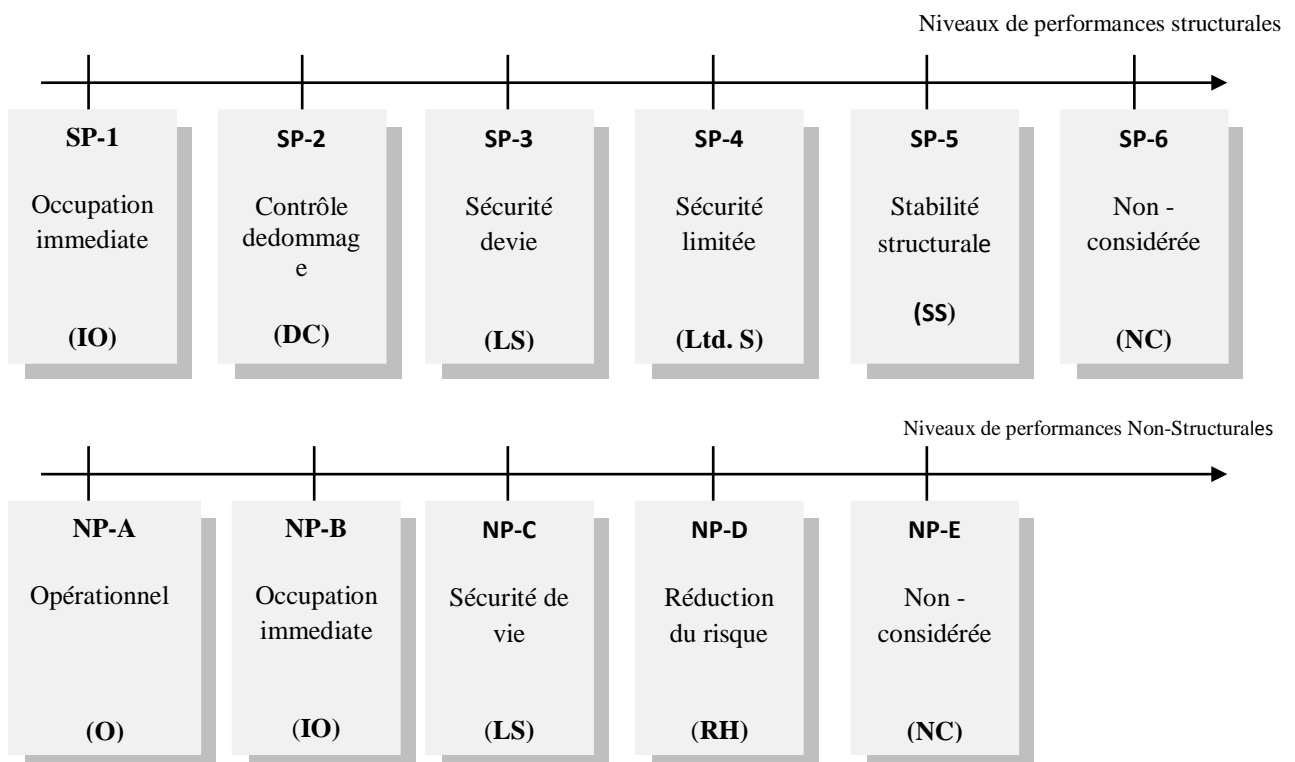 Niveaux de performances structurales
SP-1
Occupation
immediate
(IO)
SP-2
Contrôle
dedommag
e
(DC)
SP-3
Sécurité
devie
(LS)
SP-4
Sécurité
limitée
(Ltd. S)
SP-5
Stabilité
structurale
(SS)
SP-6
Non -
considérée
(NC)
Niveaux de performances Non-Structurales
NP-A
Opérationnel
(O)
NP-B
Occupation
immediate
(IO)
NP-C
Sécurité de
vie
(LS)
NP-D
Réduction
du risque
(RH)
NP-E
Non -
considérée
(NC)